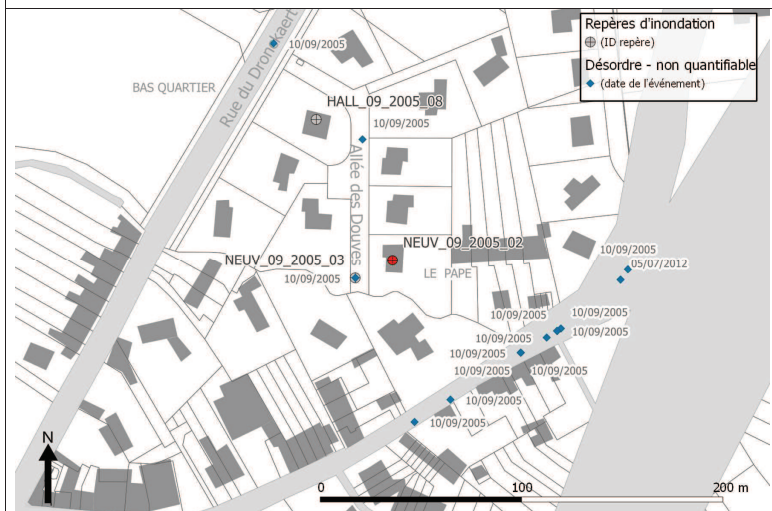 Repères d'inondation
(ID repère)
Désordre - non quantifiable
(date de l'événement)
10/09/2005
Rue du Dronckaert
BAS QUARTIER
HALL_09_2005_08
10/09/2005
Allée des Douves
NEUV_09_2005_02
NEUV_09_2005_03
10/09/2005
LE PAPE
10/09/2005
05/07/2012
10/09/2005
10/09/2005
10/09/2005
10/09/2005
10/09/2005
10/09/2005
10/09/2005
10/09/2005
10/09/2005
N
0
100
200 m